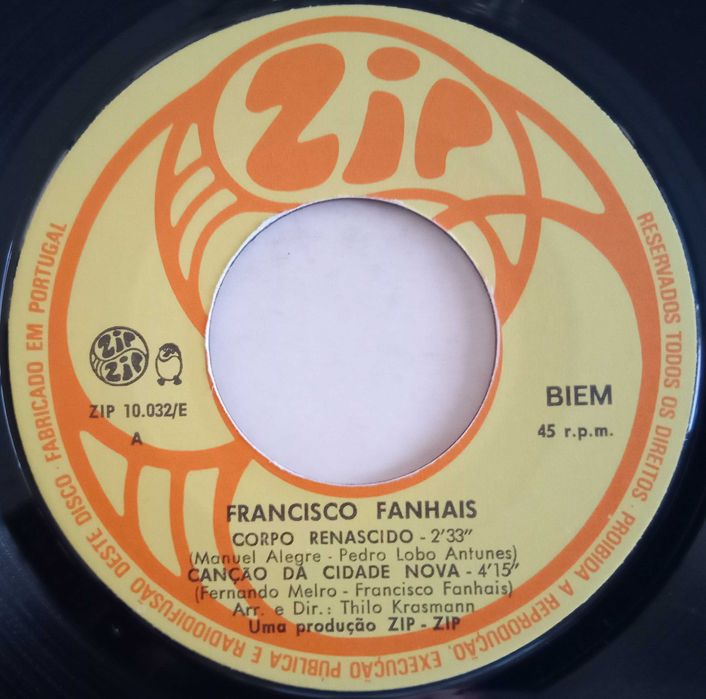 Zip
ZIP
ZIP
ZIP 10.032/E
A
BIEM
45 r.p.m.
FRANCISCO FANHAIS
CORPO RENASCIDO - 2'33"
(Manuel Alegre - Pedro Lobo Antunes)
CANÇÃO DA CIDADE NOVA - 4'15"
(Fernando Melro - Francisco Fanhais)
Arr. e Dir.: Thilo Krasmann
Uma produção ZIP - ZIP
RESERVADOS TODOS OS DIREITOS · PROIBIDA A REPRODUÇÃO, EXECUÇÃO PÚBLICA E RADIODIFUSÃO DESTE DISCO · FABRICADO EM PORTUGAL